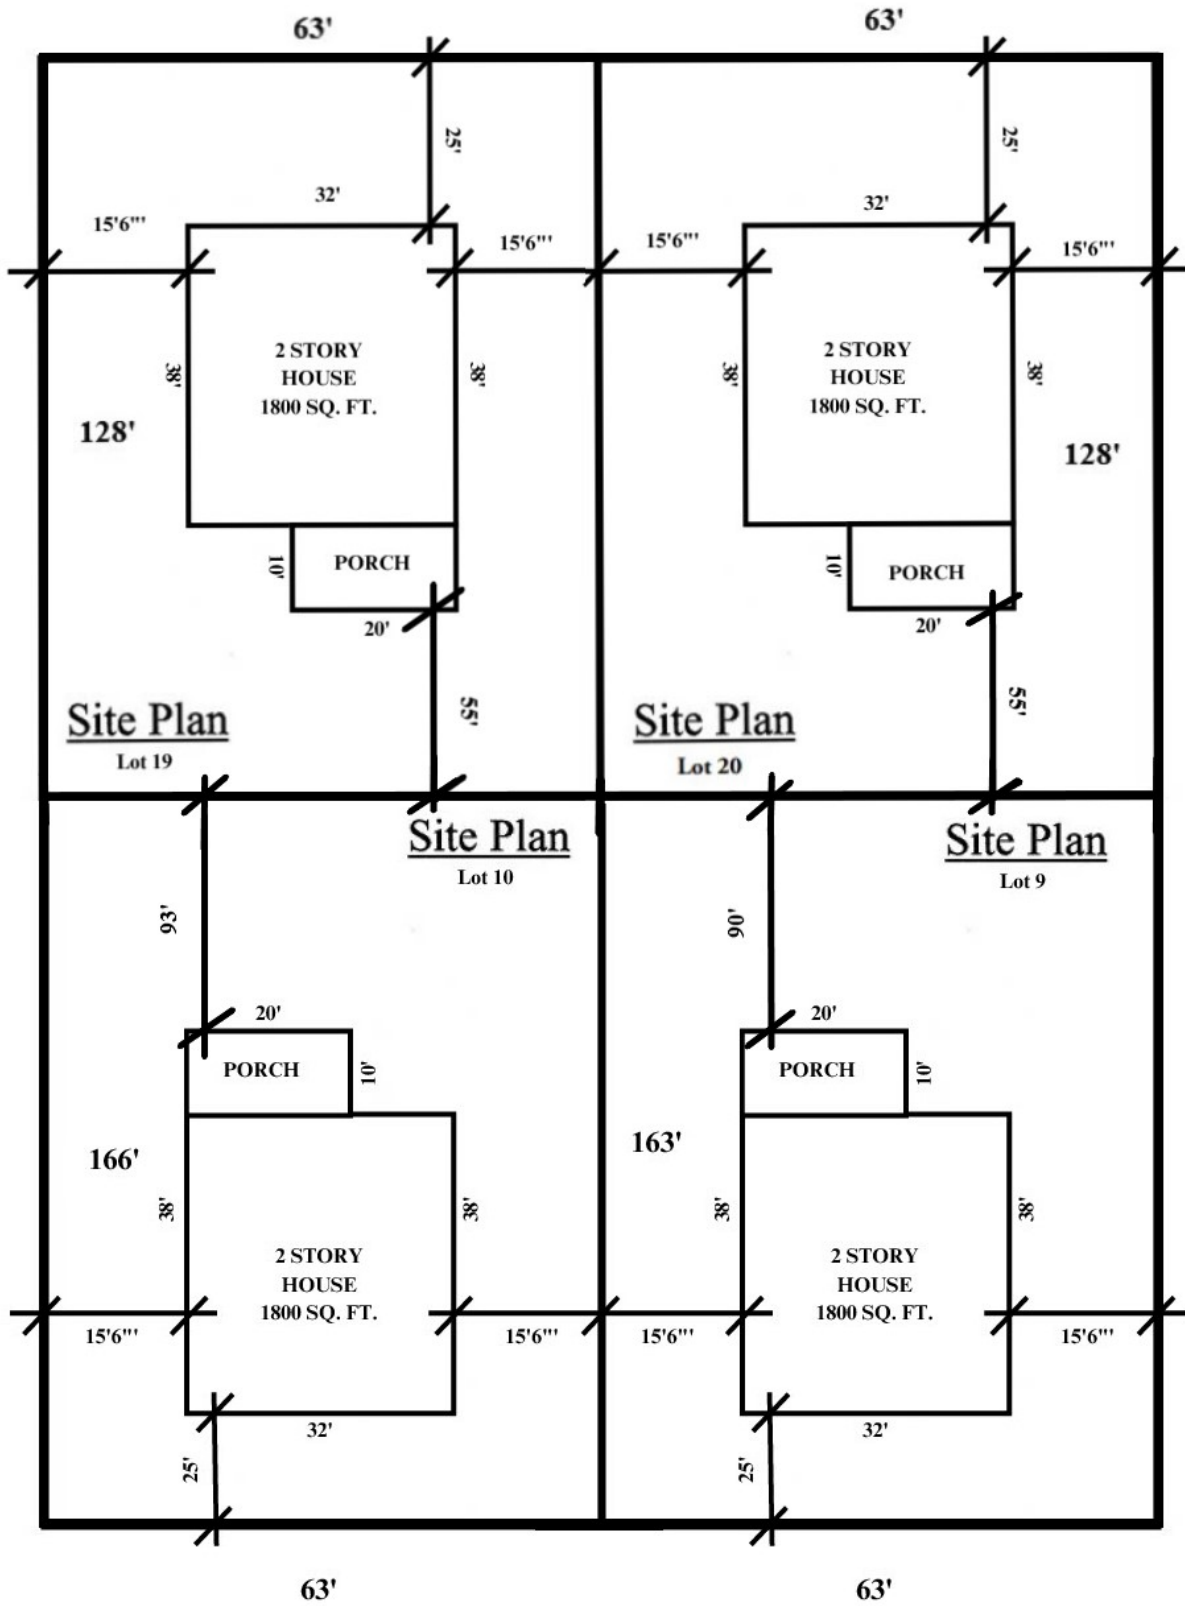 63'
63'
25'
25'
32'
32'
15'6"'
15'6"'
15'6"'
15'6"'
2 STORY
HOUSE
1800 SQ. FT.
2 STORY
HOUSE
1800 SQ. FT.
38'
38'
38'
38'
128'
128'
10'
PORCH
10'
PORCH
20'
20'
55'
55'
Site Plan
Lot 19
Site Plan
Lot 20
Site Plan
Lot 10
Site Plan
Lot 9
93'
90'
20'
20'
PORCH
10'
PORCH
10'
166'
163'
38'
38'
38'
38'
2 STORY
HOUSE
1800 SQ. FT.
2 STORY
HOUSE
1800 SQ. FT.
15'6"'
15'6"'
15'6"'
15'6"'
32'
32'
25'
25'
63'
63'